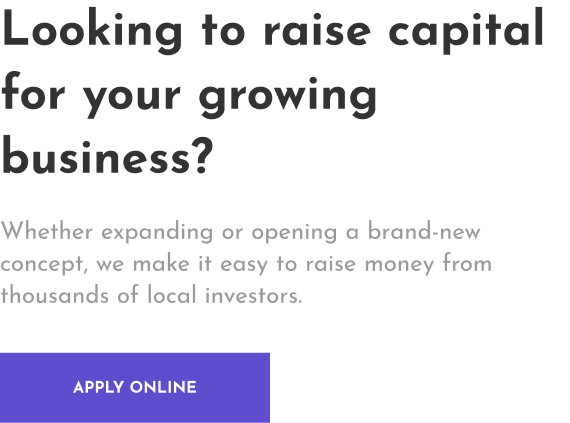 Looking to raise capital
for your growing
business?
Whether expanding or opening a brand-new
concept, we make it easy to raise money from
thousands of local investors.
APPLY ONLINE